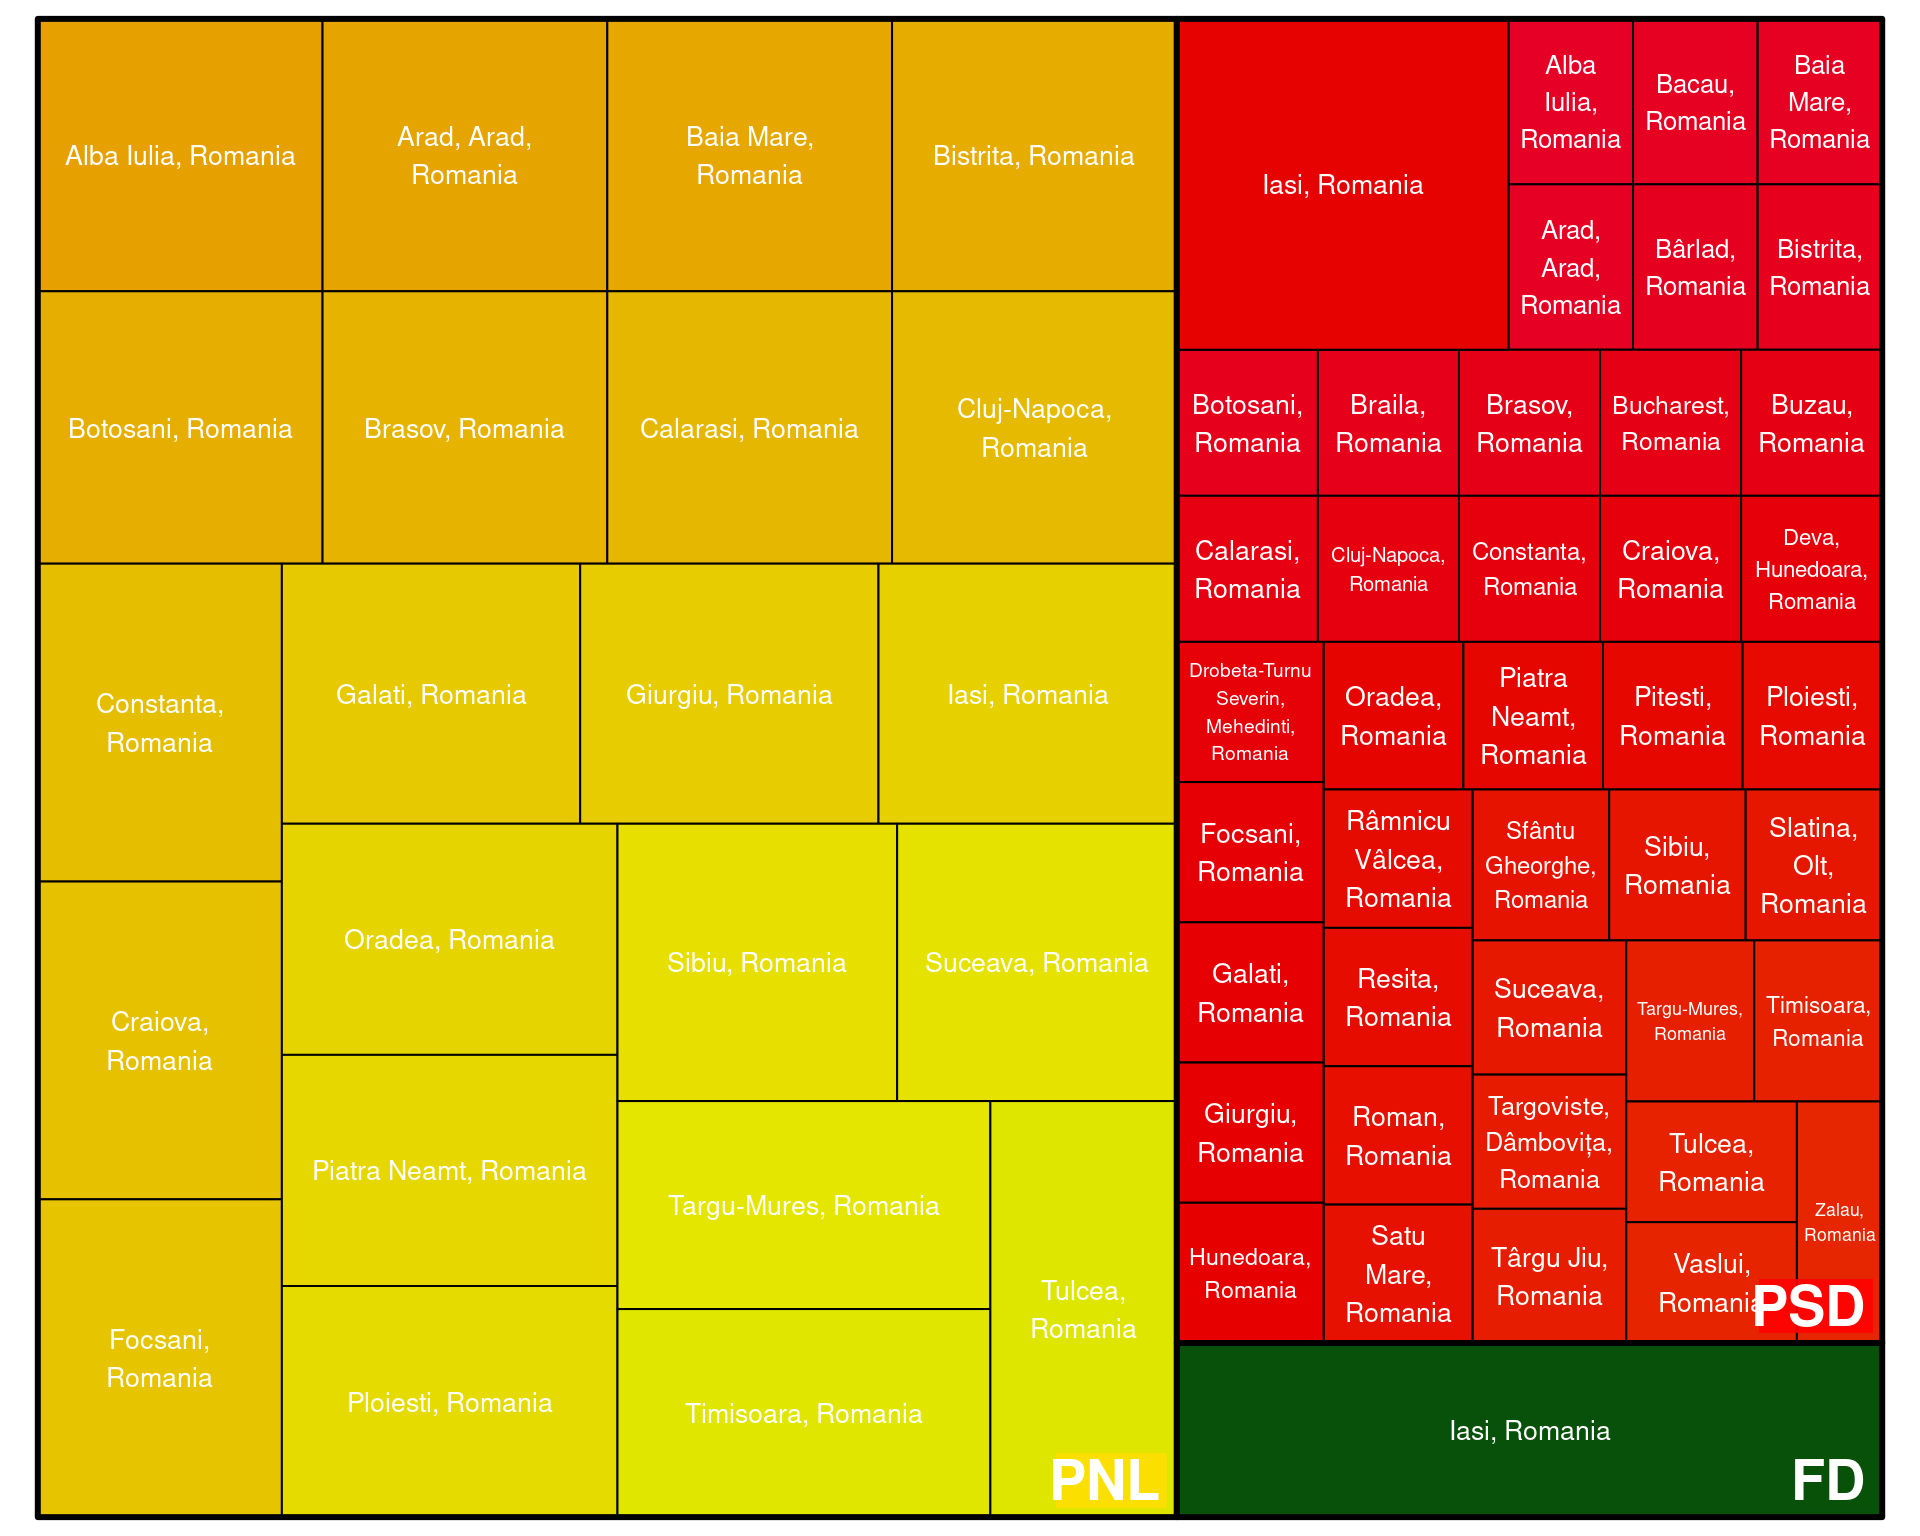 Alba Iulia, Romania
Arad, Arad,
Romania
Baia Mare,
Romania
Bistrita, Romania
Botosani, Romania
Brasov, Romania
Calarasi, Romania
Cluj-Napoca,
Romania
Constanta,
Romania
Craiova,
Romania
Focsani,
Romania
Galati, Romania
Giurgiu, Romania
Iasi, Romania
Oradea, Romania
Piatra Neamt, Romania
Ploiesti, Romania
Sibiu, Romania
Suceava, Romania
Targu-Mures, Romania
Timisoara, Romania
Tulcea,
Romania
PNL
Iasi, Romania
Alba
Iulia,
Romania
Bacau,
Romania
Baia
Mare,
Romania
Arad,
Arad,
Romania
Bârlad,
Romania
Bistrita,
Romania
Botosani,
Romania
Braila,
Romania
Brasov,
Romania
Bucharest,
Romania
Buzau,
Romania
Calarasi,
Romania
Cluj-Napoca,
Romania
Constanta,
Romania
Craiova,
Romania
Deva,
Hunedoara,
Romania
Drobeta-Turnu
Severin,
Mehedinti,
Romania
Focsani,
Romania
Galati,
Romania
Giurgiu,
Romania
Hunedoara,
Romania
Oradea,
Romania
Piatra
Neamt,
Romania
Pitesti,
Romania
Ploiesti,
Romania
Râmnicu
Vâlcea,
Romania
Resita,
Romania
Roman,
Romania
Satu
Mare,
Romania
Sfântu
Gheorghe,
Romania
Sibiu,
Romania
Slatina,
Olt,
Romania
Suceava,
Romania
Targoviste,
Dâmbovița,
Romania
Târgu Jiu,
Romania
Targu-Mures,
Romania
Timisoara,
Romania
Tulcea,
Romania
Vaslui,
Romania
Zalau,
Romania
PSD
Iasi, Romania
FD